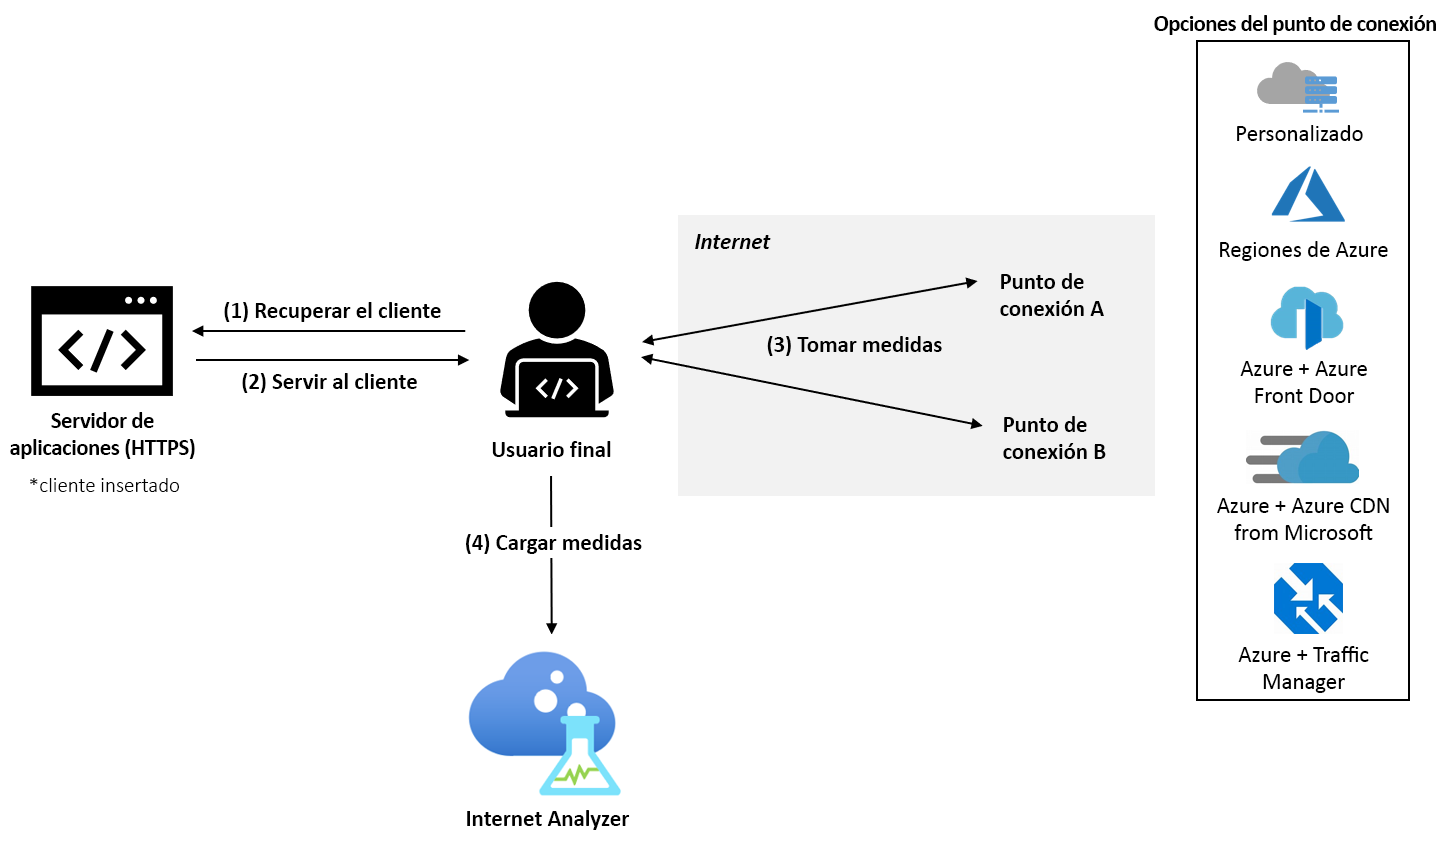 Opciones del punto de conexión
Personalizado
Regiones de Azure
Azure + Azure
Front Door
Azure + Azure CDN
from Microsoft
Azure + Traffic
Manager
Internet
Punto de
conexión A
(3) Tomar medidas
Punto de
conexión B
(1) Recuperar el cliente
(2) Servir al cliente
Servidor de
aplicaciones (HTTPS)
*cliente insertado
Usuario final
(4) Cargar medidas
Internet Analyzer